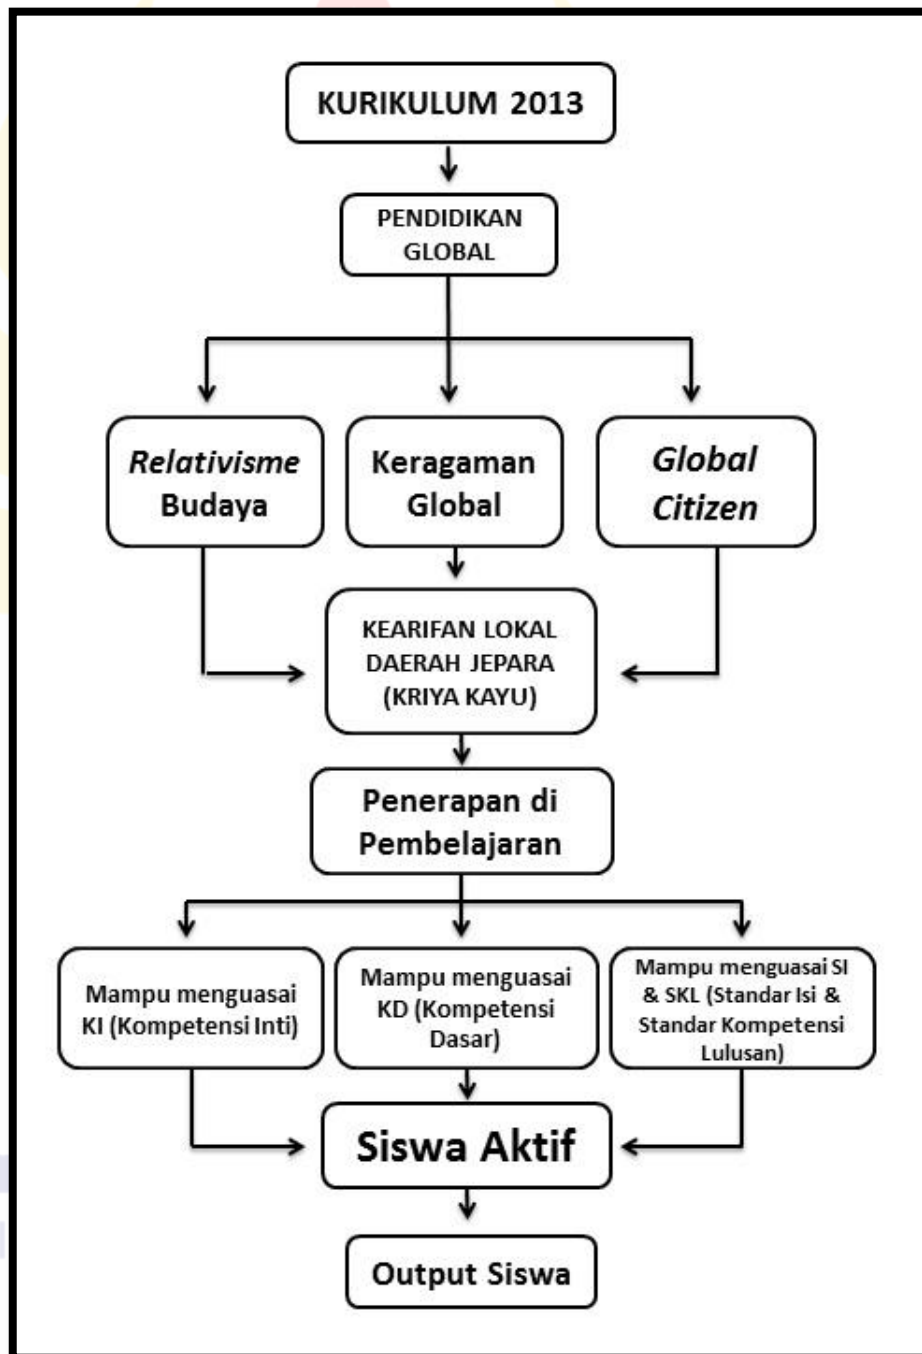 KURIKULUM 2013
PENDIDIKAN
GLOBAL
Relativisme
Budaya
Keragaman
Global
Global
Citizen
KEARIFAN LOKAL
DAERAH JEPARA
(KRIYA KAYU)
Penerapan di
Pembelajaran
Mampu menguasai
KI (Kompetensi Inti)
Mampu menguasai
KD (Kompetensi
Dasar)
Mampu menguasai SI
& SKL (Standar Isi &
Standar Kompetensi
Lulusan)
Siswa Aktif
Output Siswa